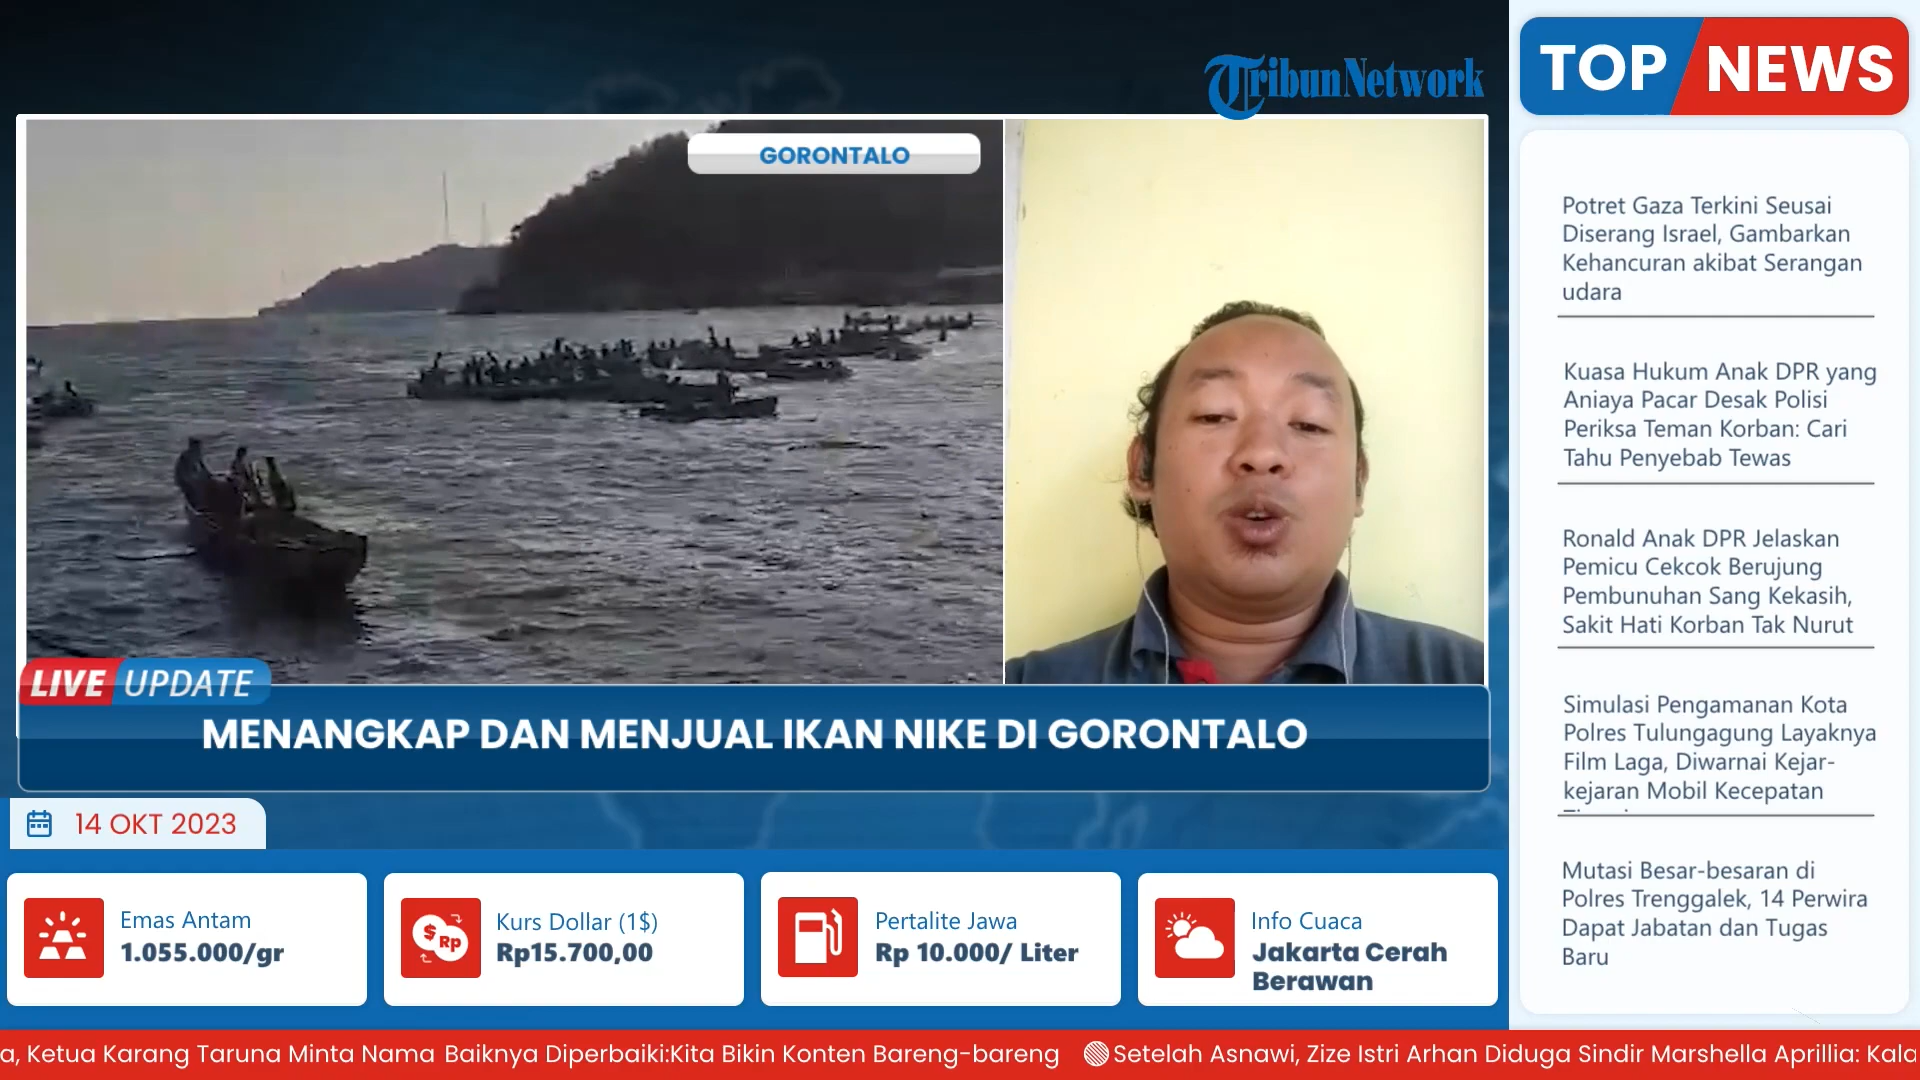 TribunNetwork
TOP NEWS
GORONTALO
Potret Gaza Terkini Seusai
Diserang Israel, Gambarkan
Kehancuran akibat Serangan
udara
Kuasa Hukum Anak DPR yang
Aniaya Pacar Desak Polisi
Periksa Teman Korban: Cari
Tahu Penyebab Tewas
Ronald Anak DPR Jelaskan
Pemicu Cekcok Berujung
Pembunuhan Sang Kekasih,
Sakit Hati Korban Tak Nurut
Simulasi Pengamanan Kota
Polres Tulungagung Layaknya
Film Laga, Diwarnai Kejar-
kejaran Mobil Kecepatan
Mutasi Besar-besaran di
Polres Trenggalek, 14 Perwira
Dapat Jabatan dan Tugas
Baru
LIVE UPDATE
MENANGKAP DAN MENJUAL IKAN NIKE DI GORONTALO
14 OKT 2023
Emas Antam
1.055.000/gr
Kurs Dollar (1$)
Rp15.700,00
Pertalite Jawa
Rp 10.000/ Liter
Info Cuaca
Jakarta Cerah
Berawan
a, Ketua Karang Taruna Minta Nama Baiknya Diperbaiki:Kita Bikin Konten Bareng-bareng Setelah Asnawi, Zize Istri Arhan Diduga Sindir Marshella Aprillia: Kala